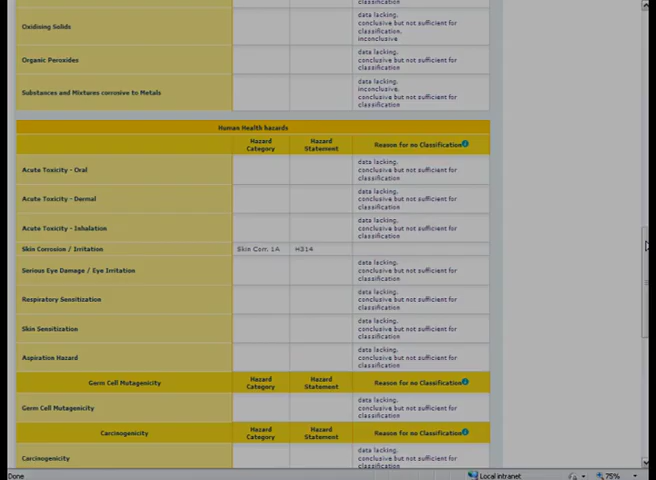 classification
Oxidising Solids
data lacking.
conclusive but not sufficient for
classification.
inconclusive
Organic Peroxides
data lacking.
conclusive but not sufficient for
classification
Substances and Mixtures corrosive to Metals
data lacking.
inconclusive.
conclusive but not sufficient for
classification
Human Health hazards
Hazard
Category
Hazard
Statement
Reason for no Classification
Acute Toxicity - Oral
data lacking.
conclusive but not sufficient for
classification
Acute Toxicity - Dermal
data lacking.
conclusive but not sufficient for
classification
Acute Toxicity - Inhalation
data lacking.
conclusive but not sufficient for
classification
Skin Corrosion / Irritation
Skin Corr. 1A
H314
Serious Eye Damage / Eye Irritation
data lacking.
conclusive but not sufficient for
classification
Respiratory Sensitization
data lacking.
conclusive but not sufficient for
classification
Skin Sensitization
data lacking.
conclusive but not sufficient for
classification
Aspiration Hazard
data lacking.
conclusive but not sufficient for
classification
Germ Cell Mutagenicity
Hazard
Category
Hazard
Statement
Reason for no Classification
Germ Cell Mutagenicity
data lacking.
conclusive but not sufficient for
classification
Carcinogenicity
Hazard
Category
Hazard
Statement
Reason for no Classification
Carcinogenicity
data lacking.
conclusive but not sufficient for
classification
Done
Local intranet
75%